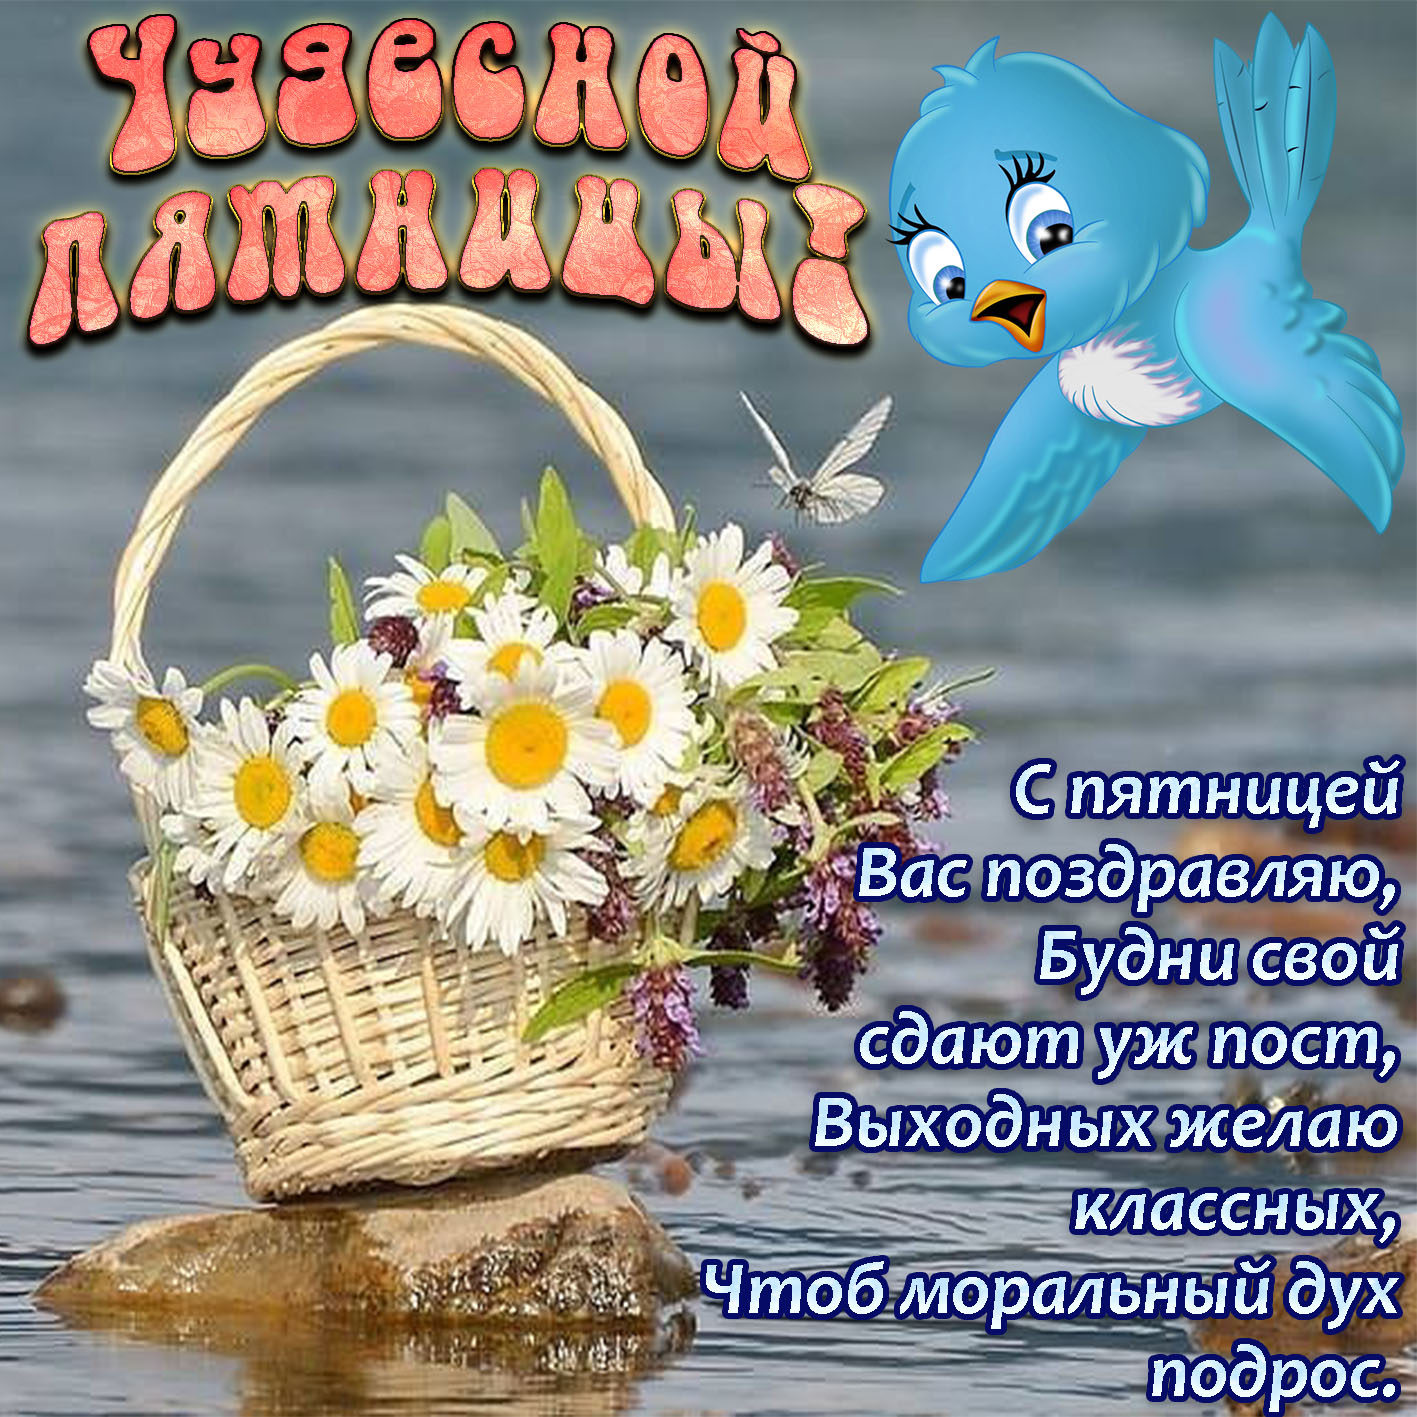 Чудесной
пятницы!
С пятницей
Вас поздравляю,
Будни свой
сдают уж пост,
Выходных желаю
классных,
Чтоб моральный дух
подрос.